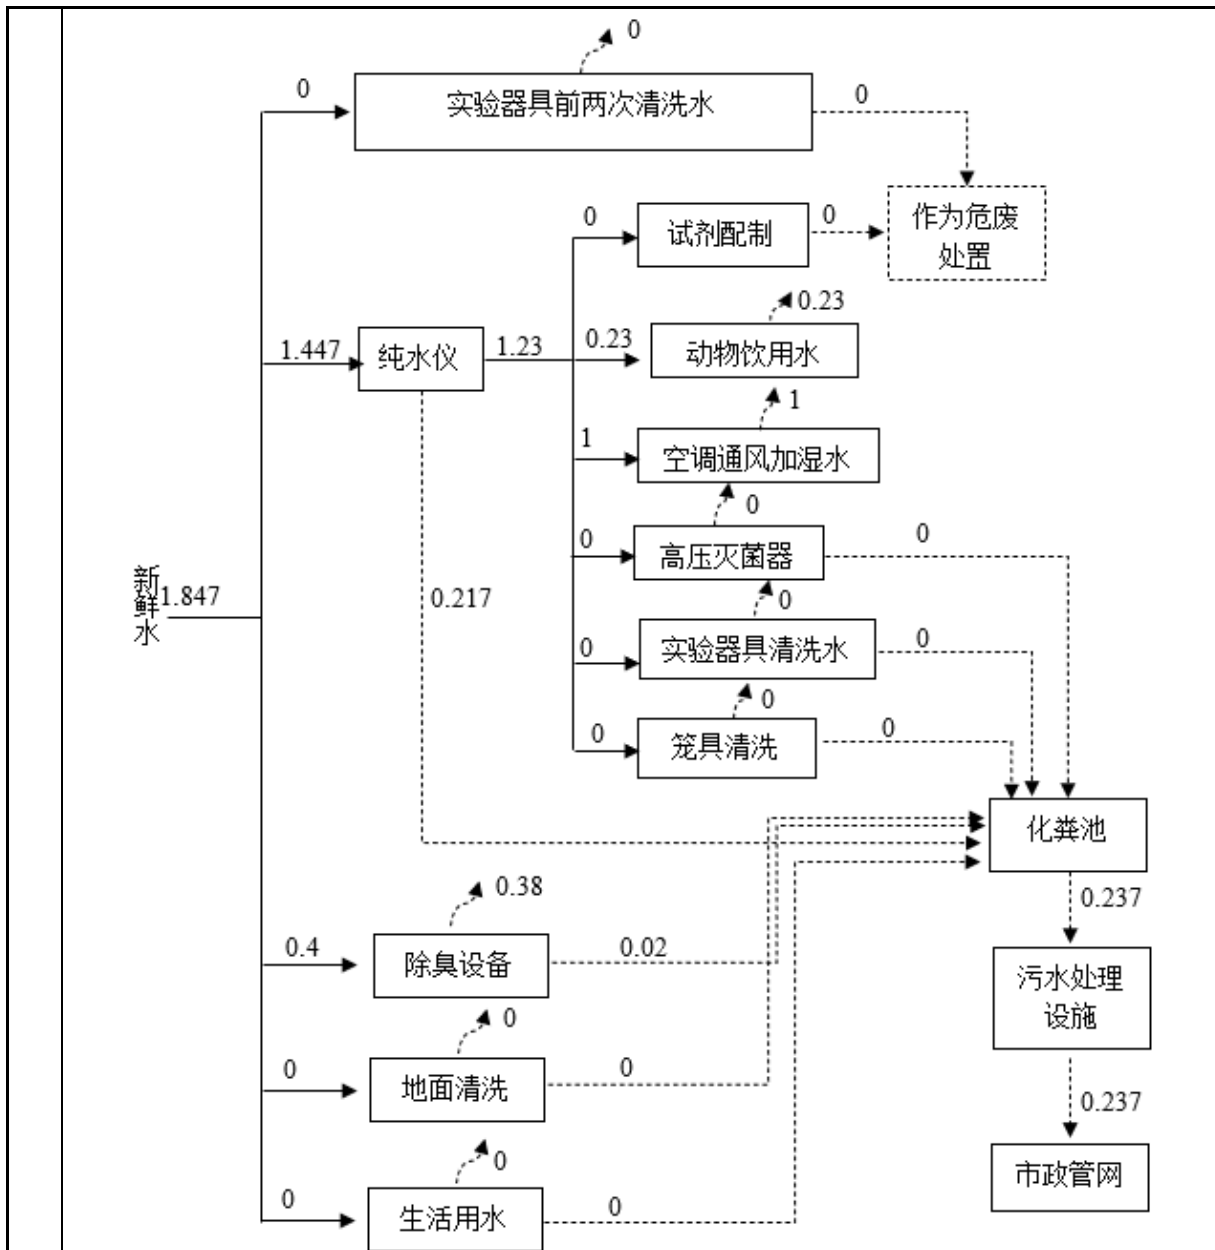 0
0
实验器具前两次清洗水
0
0
试剂配制
0
作为危废
处置
1.447
纯水仪
1.23
0.23
动物饮用水
0.23
1
空调通风加湿水
1
0
高压灭菌器
0
0
新
鲜
水
1.847
0.217
0
实验器具清洗水
0
0
0
笼具清洗
0
0
化粪池
0.237
0.4
除臭设备
0.38
0.02
污水处理
设施
0
地面清洗
0
0
0.237
市政管网
0
生活用水
0
0